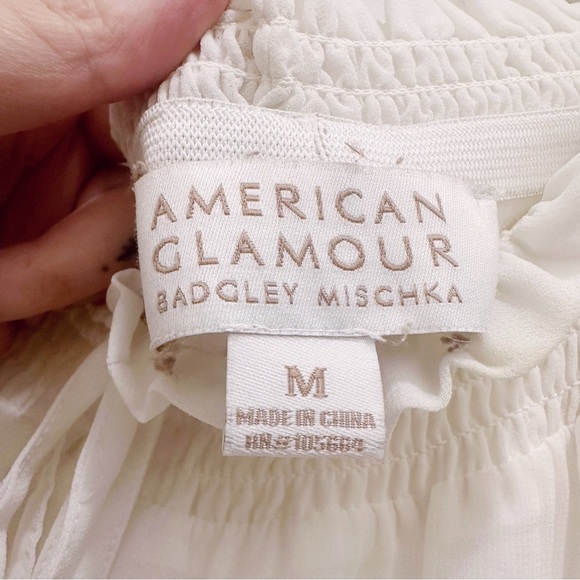 AMERICAN
GLAMOUR
BADGLEY MISCHKA
M
MADE IN CHINA
RN# 105684